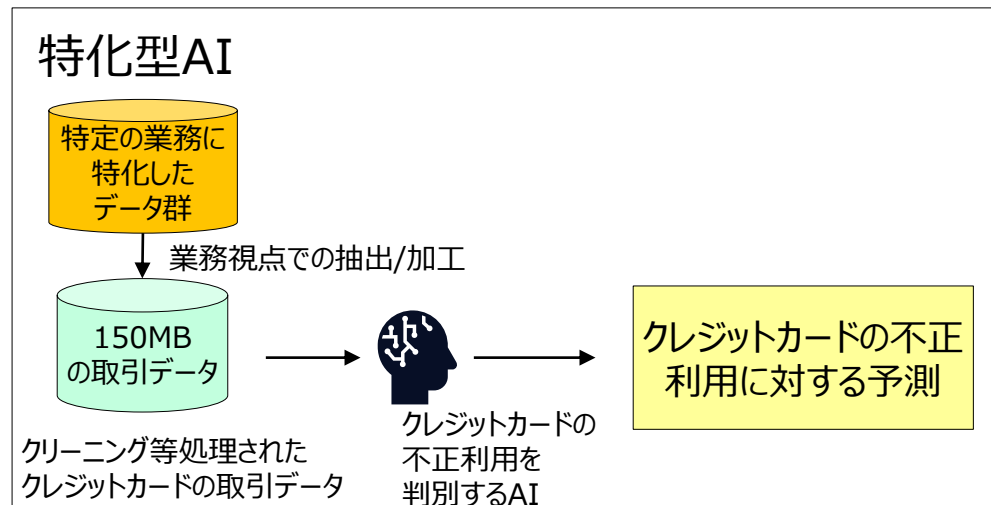 特化型AI
特定の業務に
特化した
データ群
業務視点での抽出/加工
150MB
の取引データ
クリーニング等処理された
クレジットカードの取引データ
クレジットカードの
不正利用を
判別するAI
クレジットカードの不正
利用に対する予測